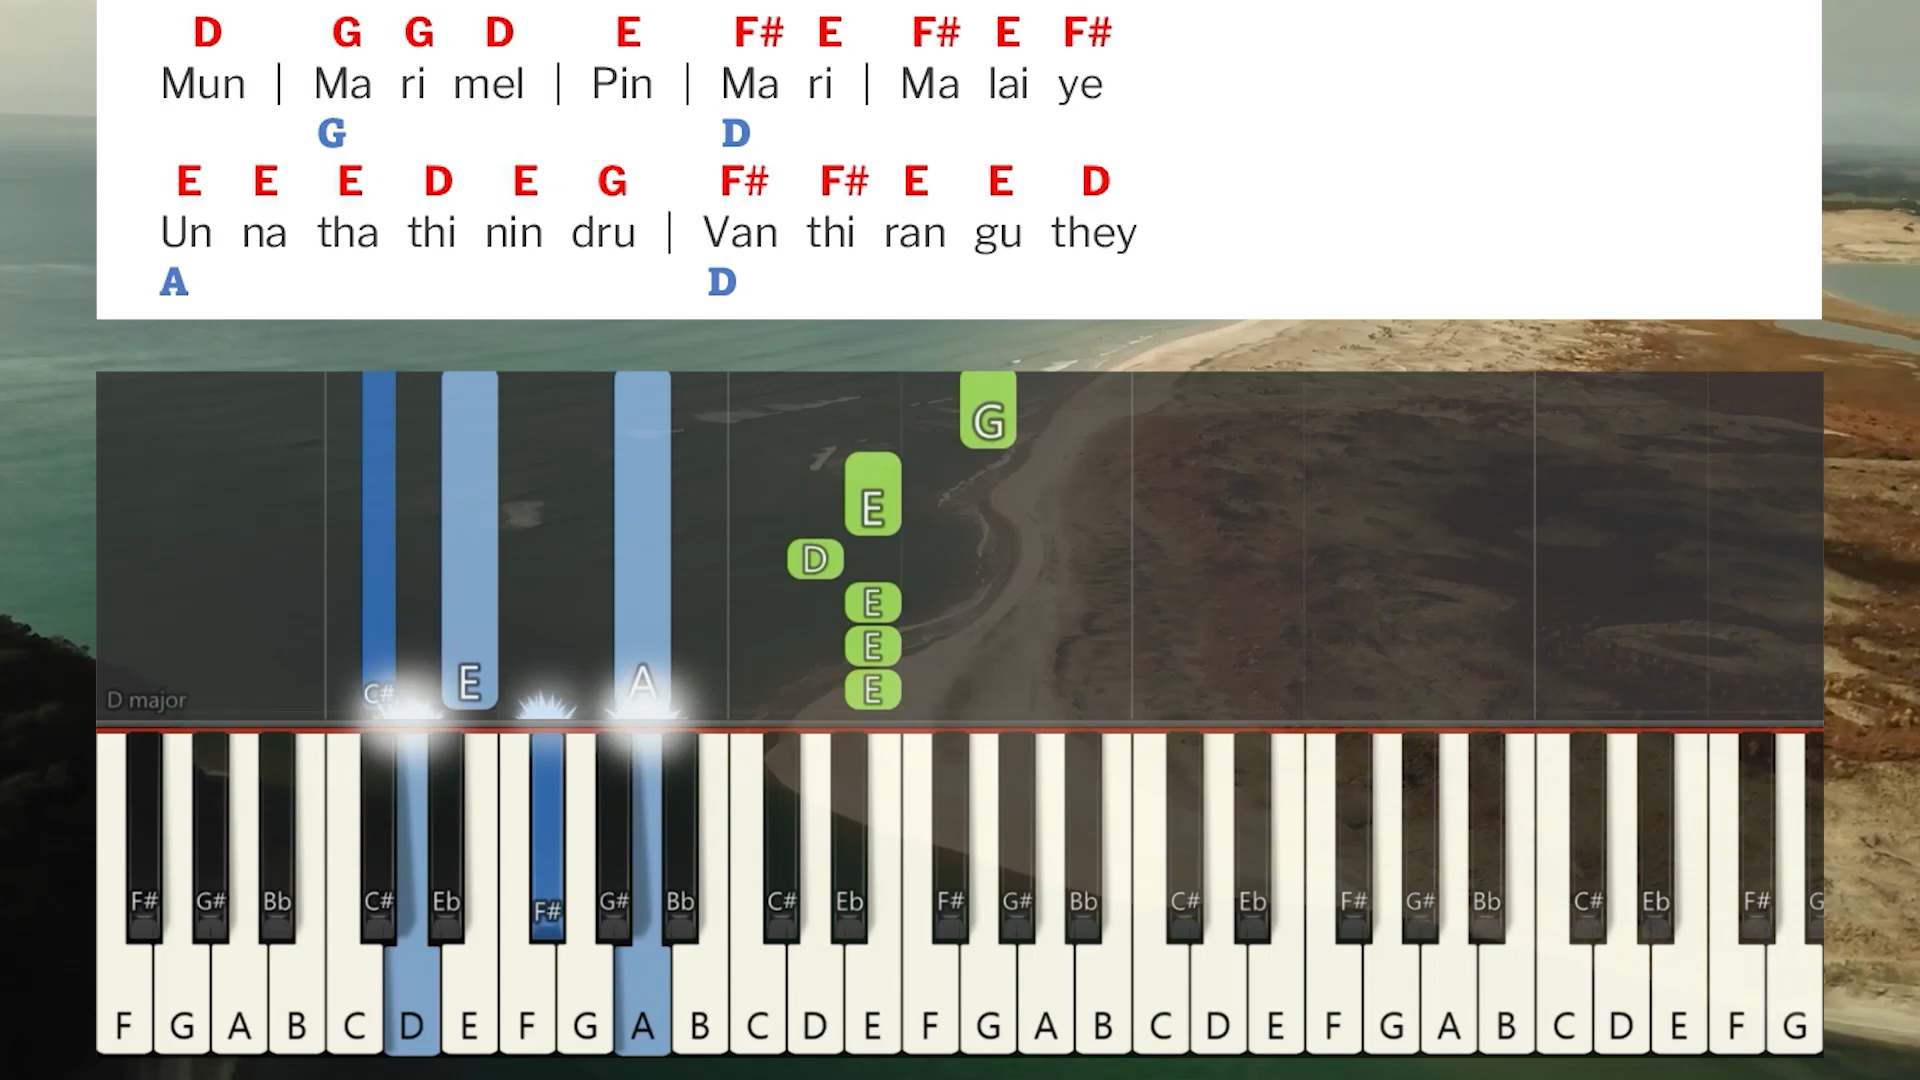 D G G D E F# E F# E F#
Mun | Ma ri mel | Pin | Ma ri | Ma lai ye
G D
E E E D E G F# F# E E D
Un na tha thi nin dru | Van thi ran gu they
A D
G
E
D
E
E
C# E A E
D major
F# G# Bb C# Eb F# G# Bb C# Eb F# G# Bb C# Eb F# G# Bb C# Eb F# G
F G A B C D E F G A B C D E F G A B C D E F G A B C D E F G